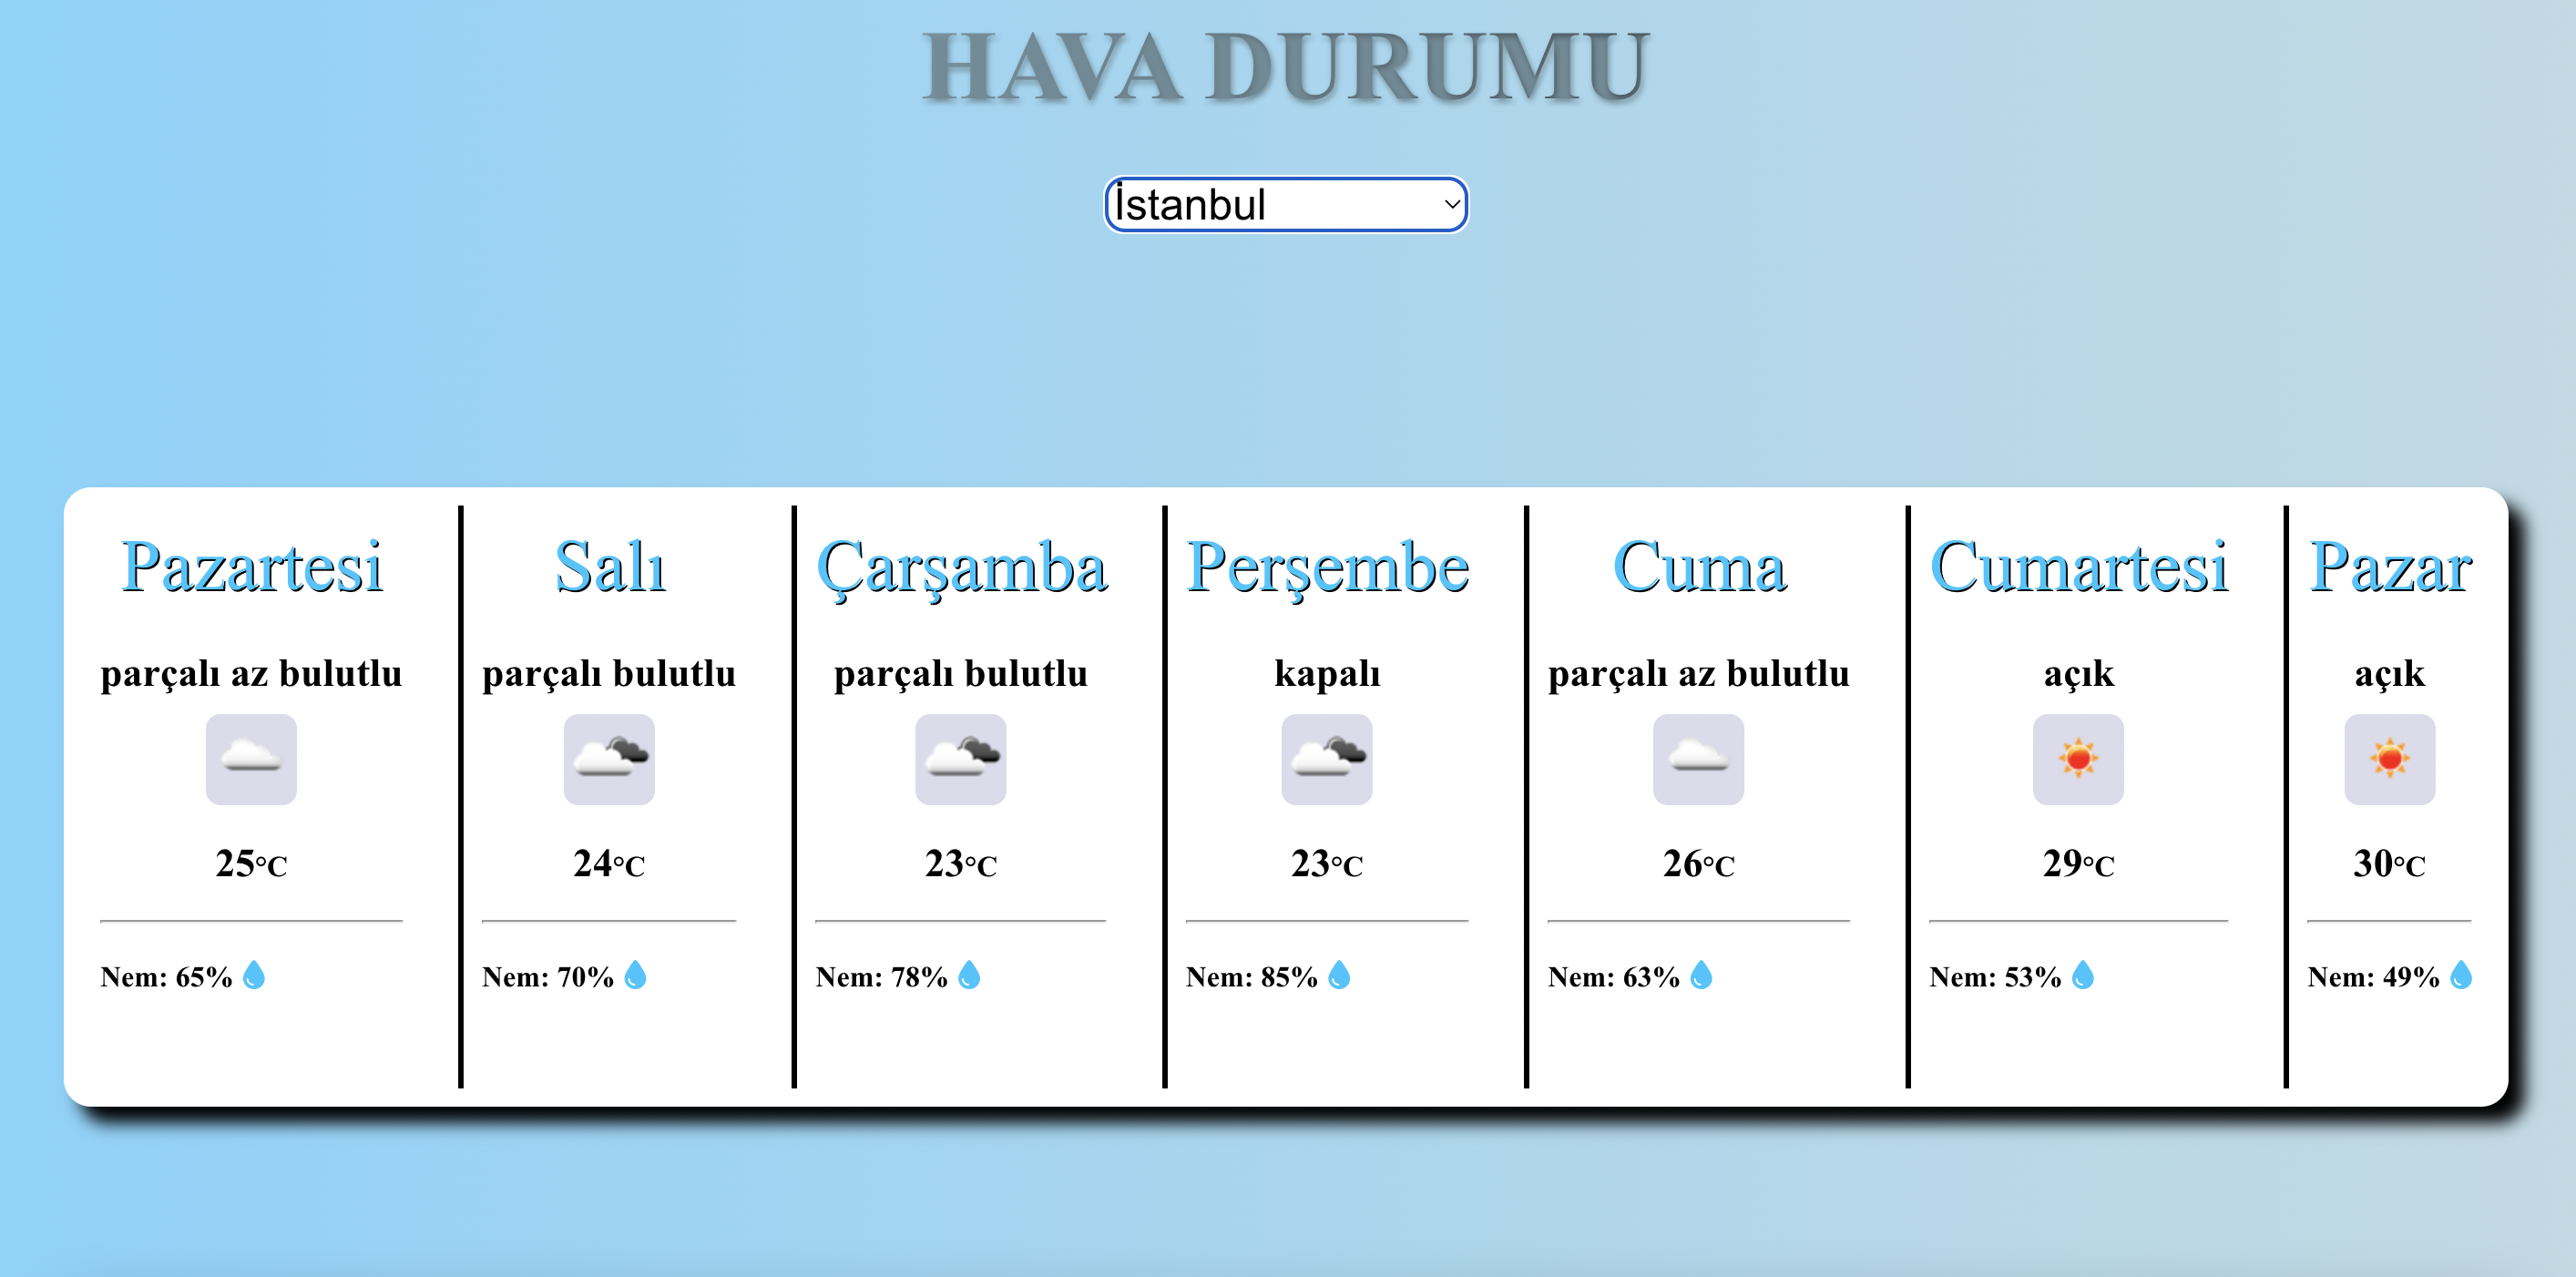 HAVA DURUMU
İstanbul
Pazartesi
parçalı az bulutlu
25°C
Nem: 65%
Salı
parçalı bulutlu
24°C
Nem: 70%
Çarşamba
parçalı bulutlu
23°C
Nem: 78%
Perşembe
kapalı
23°C
Nem: 85%
Cuma
parçalı az bulutlu
26°C
Nem: 63%
Cumartesi
açık
29°C
Nem: 53%
Pazar
açık
30°C
Nem: 49%